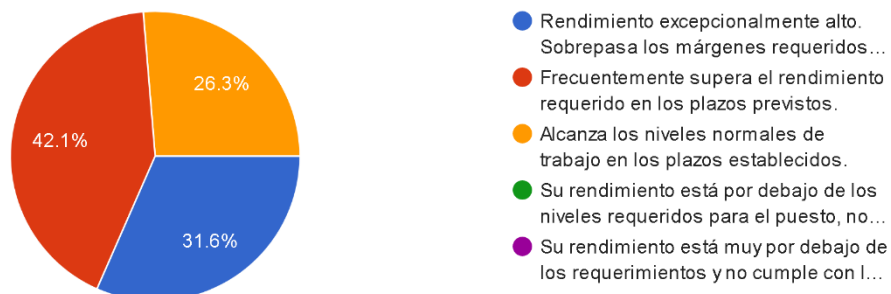 26.3%
42.1%
31.6%
Rendimiento excepcionalmente alto.
Sobrepasa los márgenes requeridos…
Frecuentemente supera el rendimiento
requerido en los plazos previstos.
Alcanza los niveles normales de
trabajo en los plazos establecidos.
Su rendimiento está por debajo de los
niveles requeridos para el puesto, no…
Su rendimiento está muy por debajo de
los requerimientos y no cumple con l…